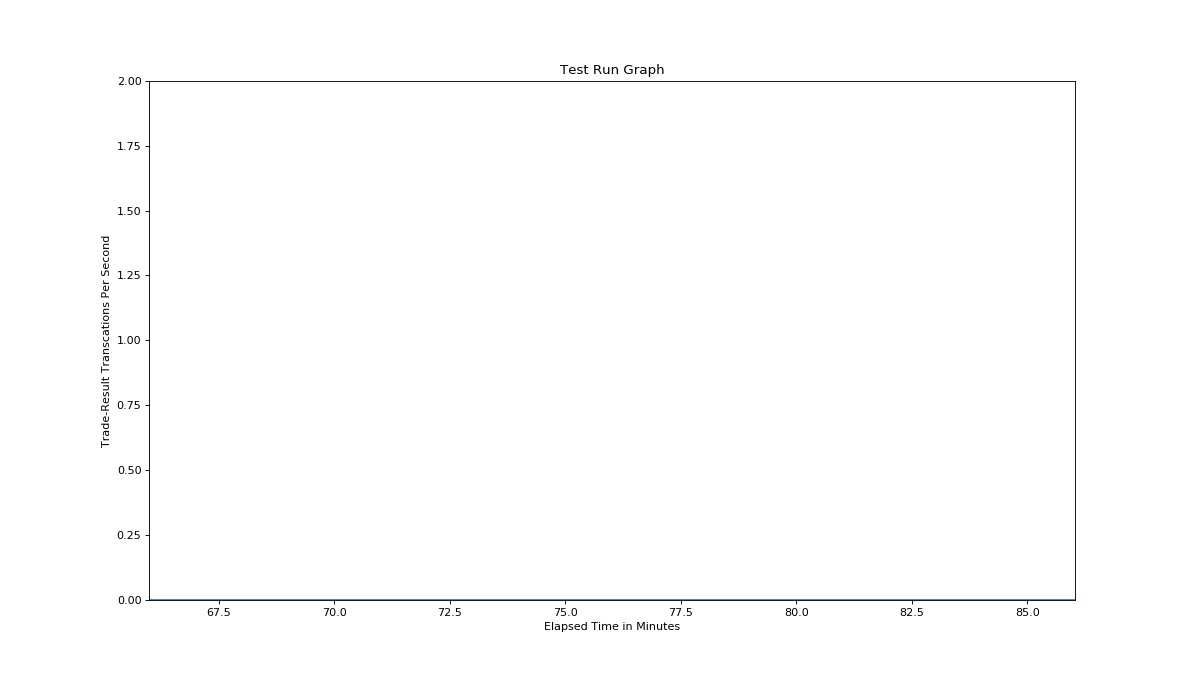 Test Run Graph
2.00
1.75
1.50
1.25
1.00
0.75
0.50
0.25
0.00
Trade-Result Transcations Per Second
67.5 70.0 72.5 75.0 77.5 80.0 82.5 85.0
Elapsed Time in Minutes